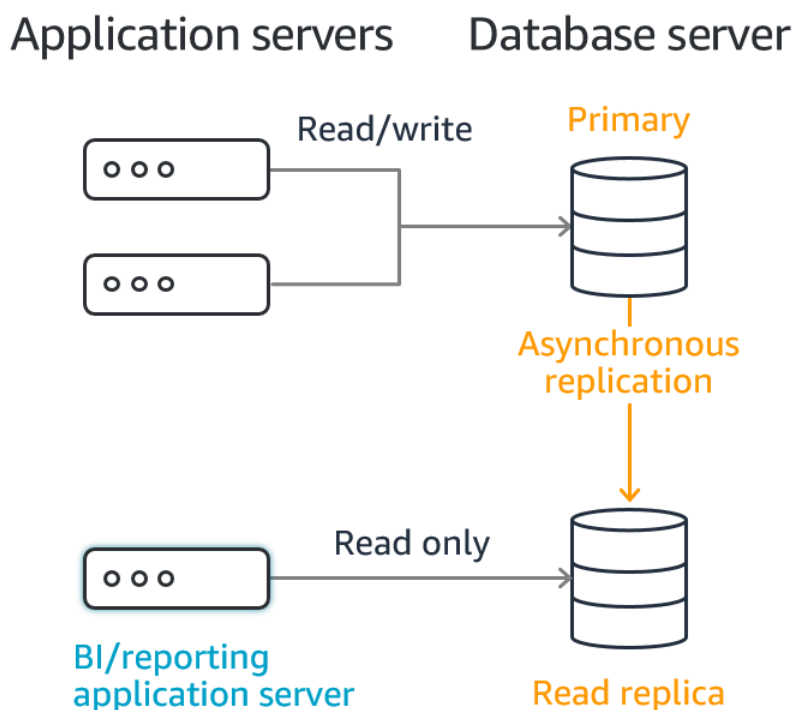 Application servers
Database server
Read/write
Primary
Asynchronous
replication
Read only
BI/reporting
application server
Read replica